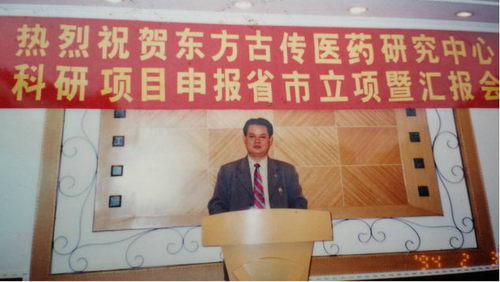 热烈祝贺东方古传医药研究中心
科研项目申报省市立项暨汇报会